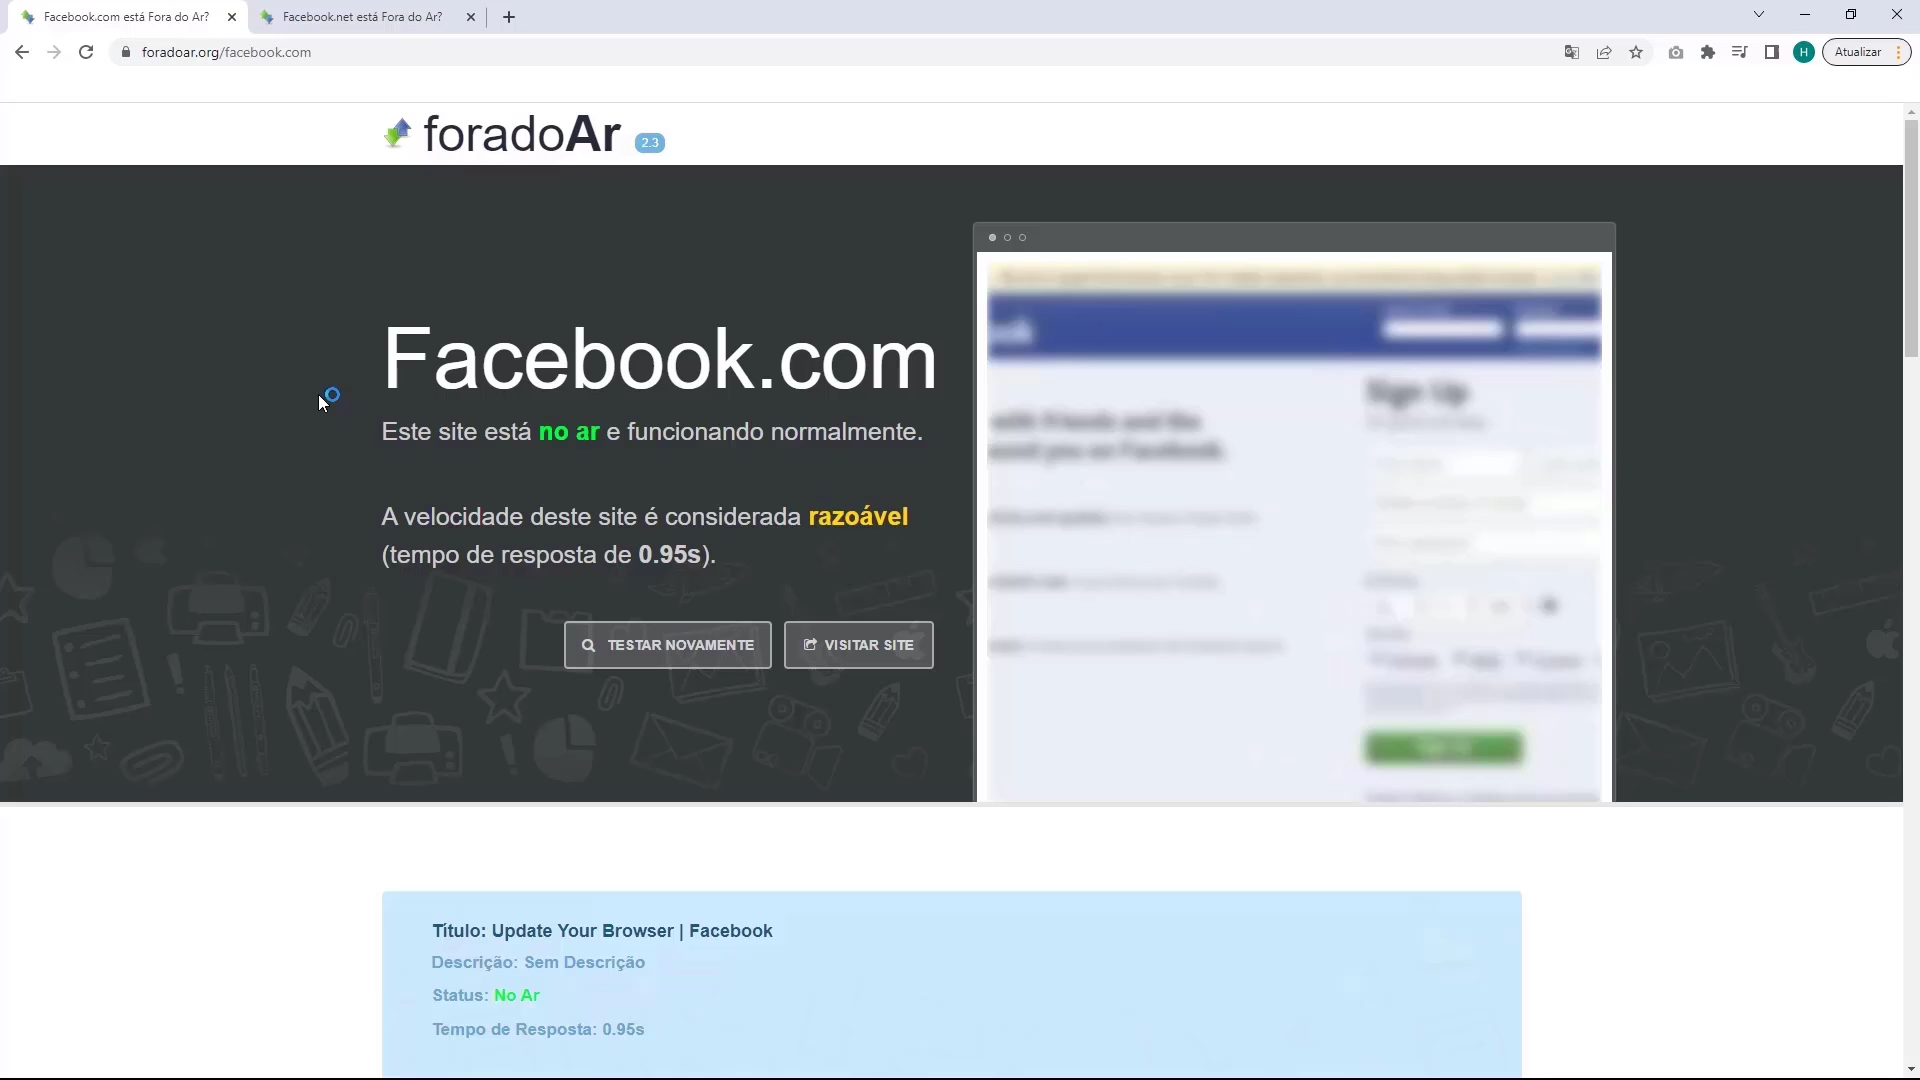 Facebook.com está Fora do Ar?
Facebook.net está Fora do Ar?
foradoar.org/facebook.com
H
Atualizar
foradoAr 2.3
Facebook.com
Este site está no ar e funcionando normalmente.
A velocidade deste site é considerada razoável
(tempo de resposta de 0.95s).
TESTAR NOVAMENTE
VISITAR SITE
Sign Up
Título: Update Your Browser | Facebook
Descrição: Sem Descrição
Status: No Ar
Tempo de Resposta: 0.95s